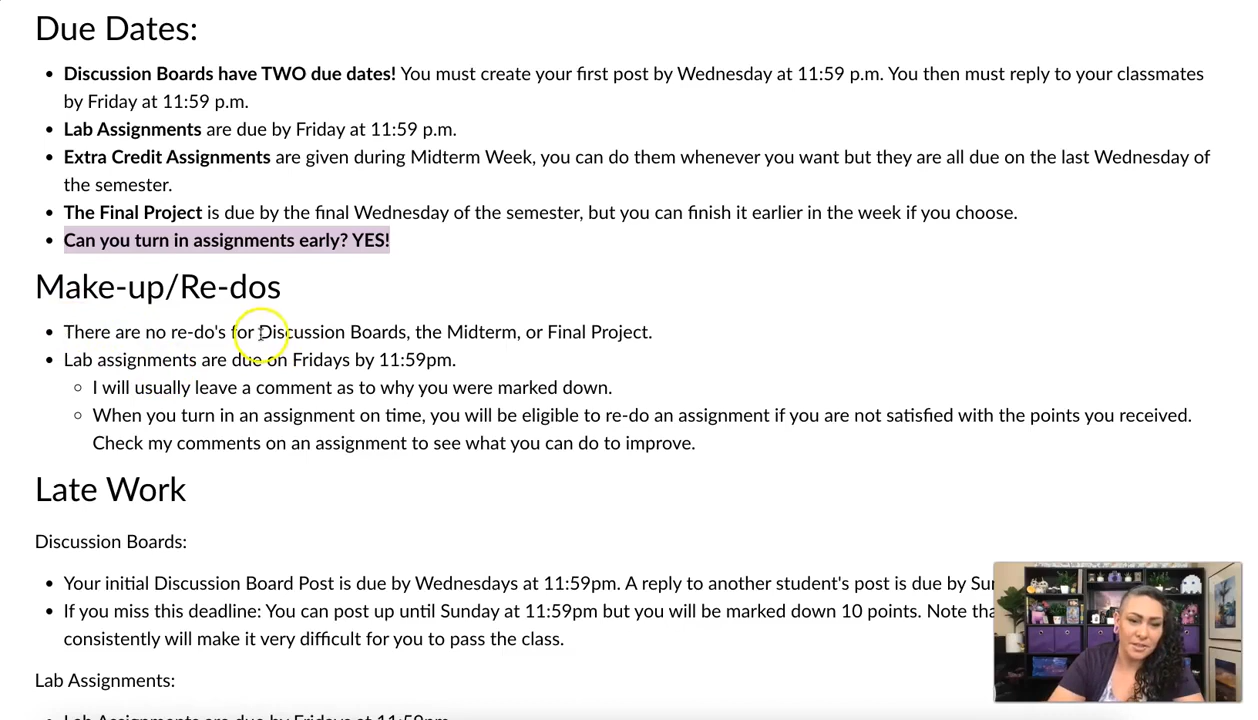 Due Dates:
• Discussion Boards have TWO due dates! You must create your first post by Wednesday at 11:59 p.m. You then must reply to your classmates
by Friday at 11:59 p.m.
• Lab Assignments are due by Friday at 11:59 p.m.
• Extra Credit Assignments are given during Midterm Week, you can do them whenever you want but they are all due on the last Wednesday of
the semester.
• The Final Project is due by the final Wednesday of the semester, but you can finish it earlier in the week if you choose.
• Can you turn in assignments early? YES!
Make-up/Re-dos
• There are no re-do's for Discussion Boards, the Midterm, or Final Project.
• Lab assignments are due on Fridays by 11:59pm.
◦ I will usually leave a comment as to why you were marked down.
◦ When you turn in an assignment on time, you will be eligible to re-do an assignment if you are not satisfied with the points you received.
Check my comments on an assignment to see what you can do to improve.
Late Work
Discussion Boards:
• Your initial Discussion Board Post is due by Wednesdays at 11:59pm. A reply to another student's post is due by
• If you miss this deadline: You can post up until Sunday at 11:59pm but you will be marked down 10 points. Note
consistently will make it very difficult for you to pass the class.
Lab Assignments:
• Lab Assignments are due by Fridays at 11:59pm